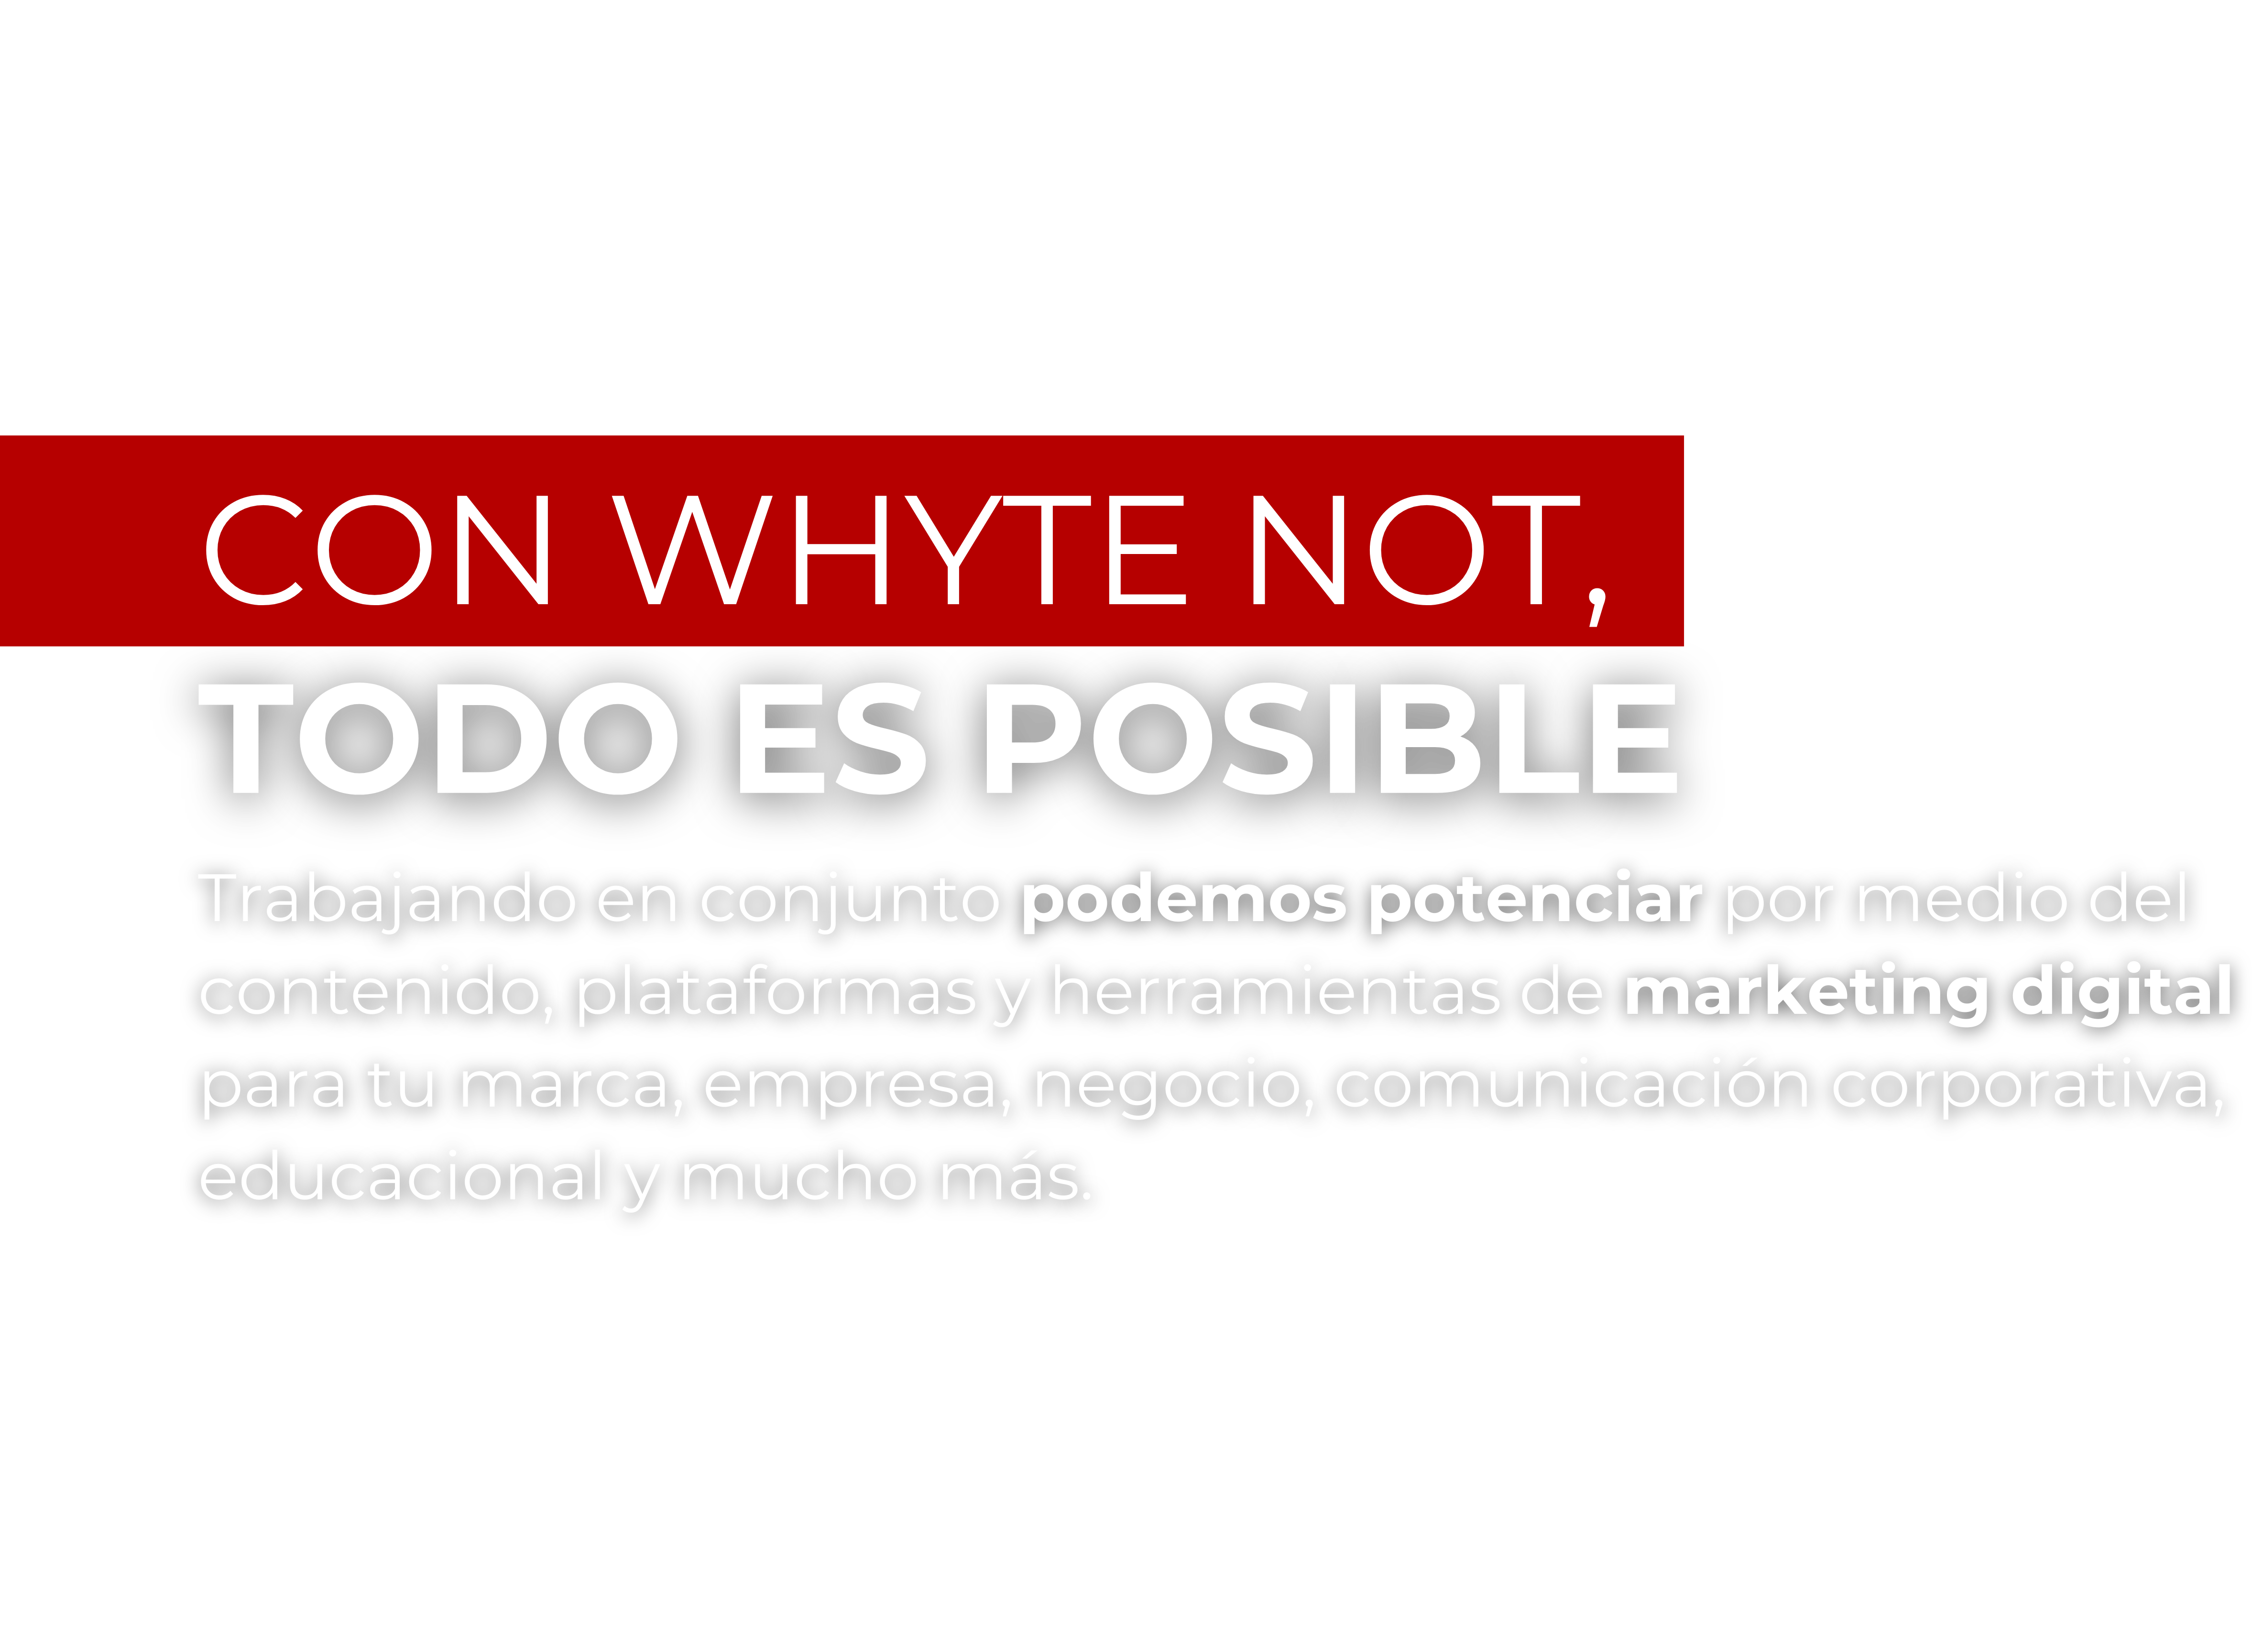 CON WHYTE NOT,
TODO ES POSIBLE
Trabajando en conjunto podemos potenciar por medio del
contenido, plataformas y herramientas de marketing digital
para tu marca, empresa, negocio, comunicación corporativa,
educacional y mucho más.